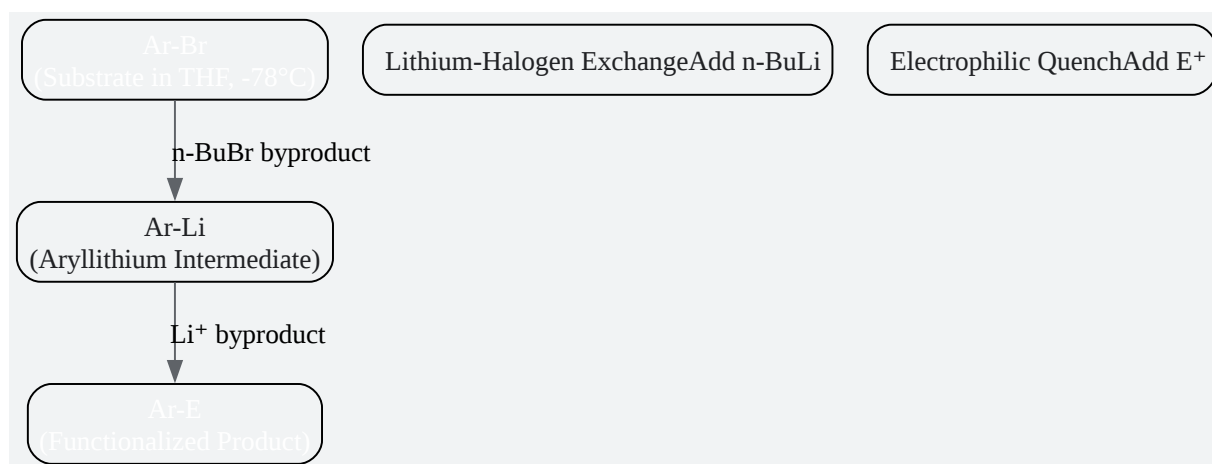 Ar-Br
(Substrate in THF, -78°C)
Lithium-Halogen ExchangeAdd n-BuLi
Electrophilic QuenchAdd E⁺
n-BuBr byproduct
Ar-Li
(Aryllithium Intermediate)
Li⁺ byproduct
Ar-E
(Functionalized Product)